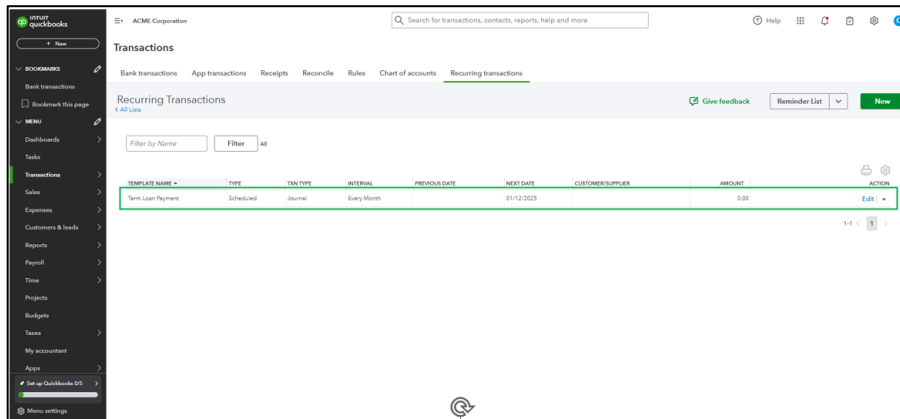 INTUIT
qb quickbooks
ACME Corporation
Search for transactions, contacts, reports, help and more
Help
+ New
Transactions
BOOKMARKS
Bank transactions
Bookmark this page
MENU
Dashboards
Tasks
Transactions
Sales
Expenses
Customers & leads
Reports
Payroll
Time
Projects
Budgets
Taxes
My accountant
Apps
Set up Quickbooks 0/5
Menu settings
Bank transactions App transactions Receipts Reconcile Rules Chart of accounts Recurring transactions
Recurring Transactions
< All Lists
Give feedback
Reminder List
New
Filter by Name
Filter
All
TEMPLATE NAME TYPE TXN TYPE INTERVAL PREVIOUS DATE NEXT DATE CUSTOMER/SUPPLIER AMOUNT ACTION
Term Loan Payment Scheduled Journal Every Month 01/12/2025 0.00 Edit
1-1 < 1 >